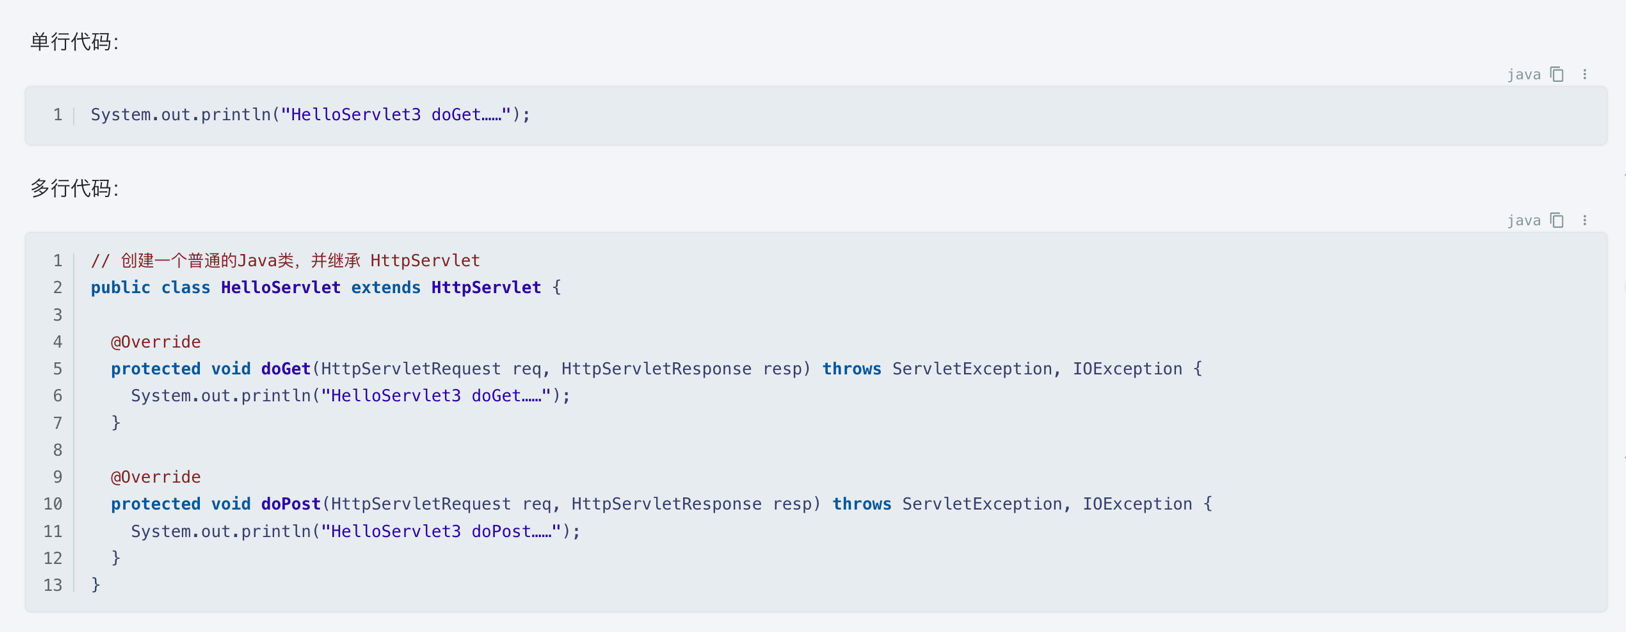 单行代码：
java
1 System.out.println("HelloServlet3 doGet……");
多行代码：
java
1 // 创建一个普通的Java类，并继承 HttpServlet
2 public class HelloServlet extends HttpServlet {
3
4 @Override
5 protected void doGet(HttpServletRequest req, HttpServletResponse resp) throws ServletException, IOException {
6 System.out.println("HelloServlet3 doGet……");
7 }
8
9 @Override
10 protected void doPost(HttpServletRequest req, HttpServletResponse resp) throws ServletException, IOException {
11 System.out.println("HelloServlet3 doPost……");
12 }
13 }